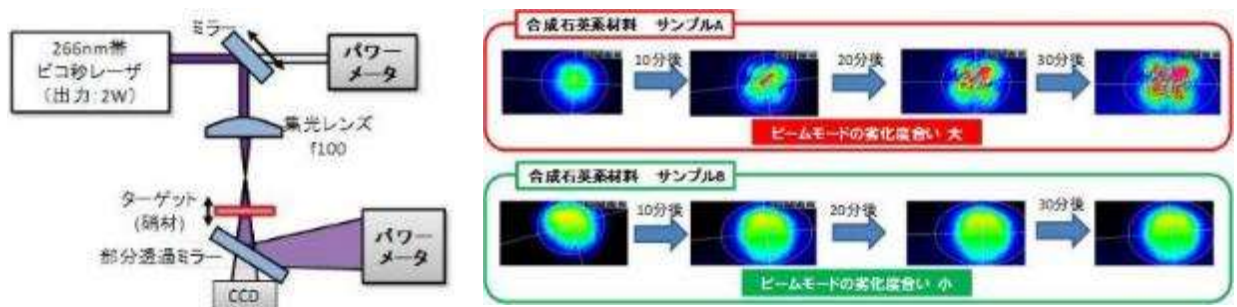 266nm帯
ピコ秒レーザ
(出力:2W)
ミラー
パワー
メータ
集光レンズ
f100
ターゲット
(硝材)
部分透過ミラー
パワー
メータ
CCD
合成石英薬材料 サンプルA
10分後
20分後
30分後
ビームモードの劣化度合い 大
合成石英薬材料 サンプルB
10分後
20分後
30分後
ビームモードの劣化度合い 小